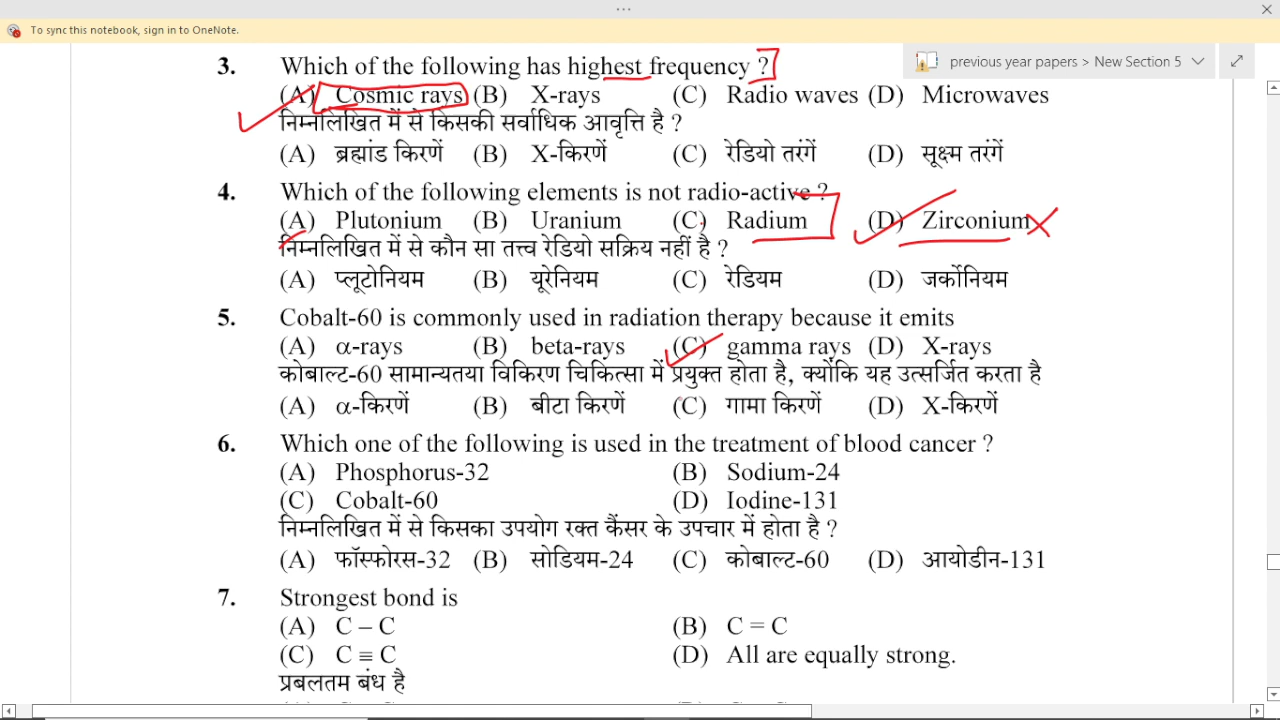 To sync this notebook, sign in to OneNote.
previous year papers > New Section 5
3. Which of the following has highest frequency ?
(A) Cosmic rays (B) X-rays (C) Radio waves (D) Microwaves
निम्नलिखित में से किसकी सर्वाधिक आवृत्ति है ?
(A) ब्रह्मांड किरणें (B) X-किरणें (C) रेडियो तरंगें (D) सूक्ष्म तरंगें
4. Which of the following elements is not radio-active ?
(A) Plutonium (B) Uranium (C) Radium (D) Zirconium
निम्नलिखित में से कौन सा तत्त्व रेडियो सक्रिय नहीं है ?
(A) प्लूटोनियम (B) यूरेनियम (C) रेडियम (D) जर्कोनियम
5. Cobalt-60 is commonly used in radiation therapy because it emits
(A) α-rays (B) beta-rays (C) gamma rays (D) X-rays
कोबाल्ट-60 सामान्यतया विकिरण चिकित्सा में प्रयुक्त होता है, क्योंकि यह उत्सर्जित करता है
(A) α-किरणें (B) बीटा किरणें (C) गामा किरणें (D) X-किरणें
6. Which one of the following is used in the treatment of blood cancer ?
(A) Phosphorus-32 (B) Sodium-24
(C) Cobalt-60 (D) Iodine-131
निम्नलिखित में से किसका उपयोग रक्त कैंसर के उपचार में होता है ?
(A) फॉस्फोरस-32 (B) सोडियम-24 (C) कोबाल्ट-60 (D) आयोडीन-131
7. Strongest bond is
(A) C – C (B) C = C
(C) C ≡ C (D) All are equally strong.
प्रबलतम बंध है